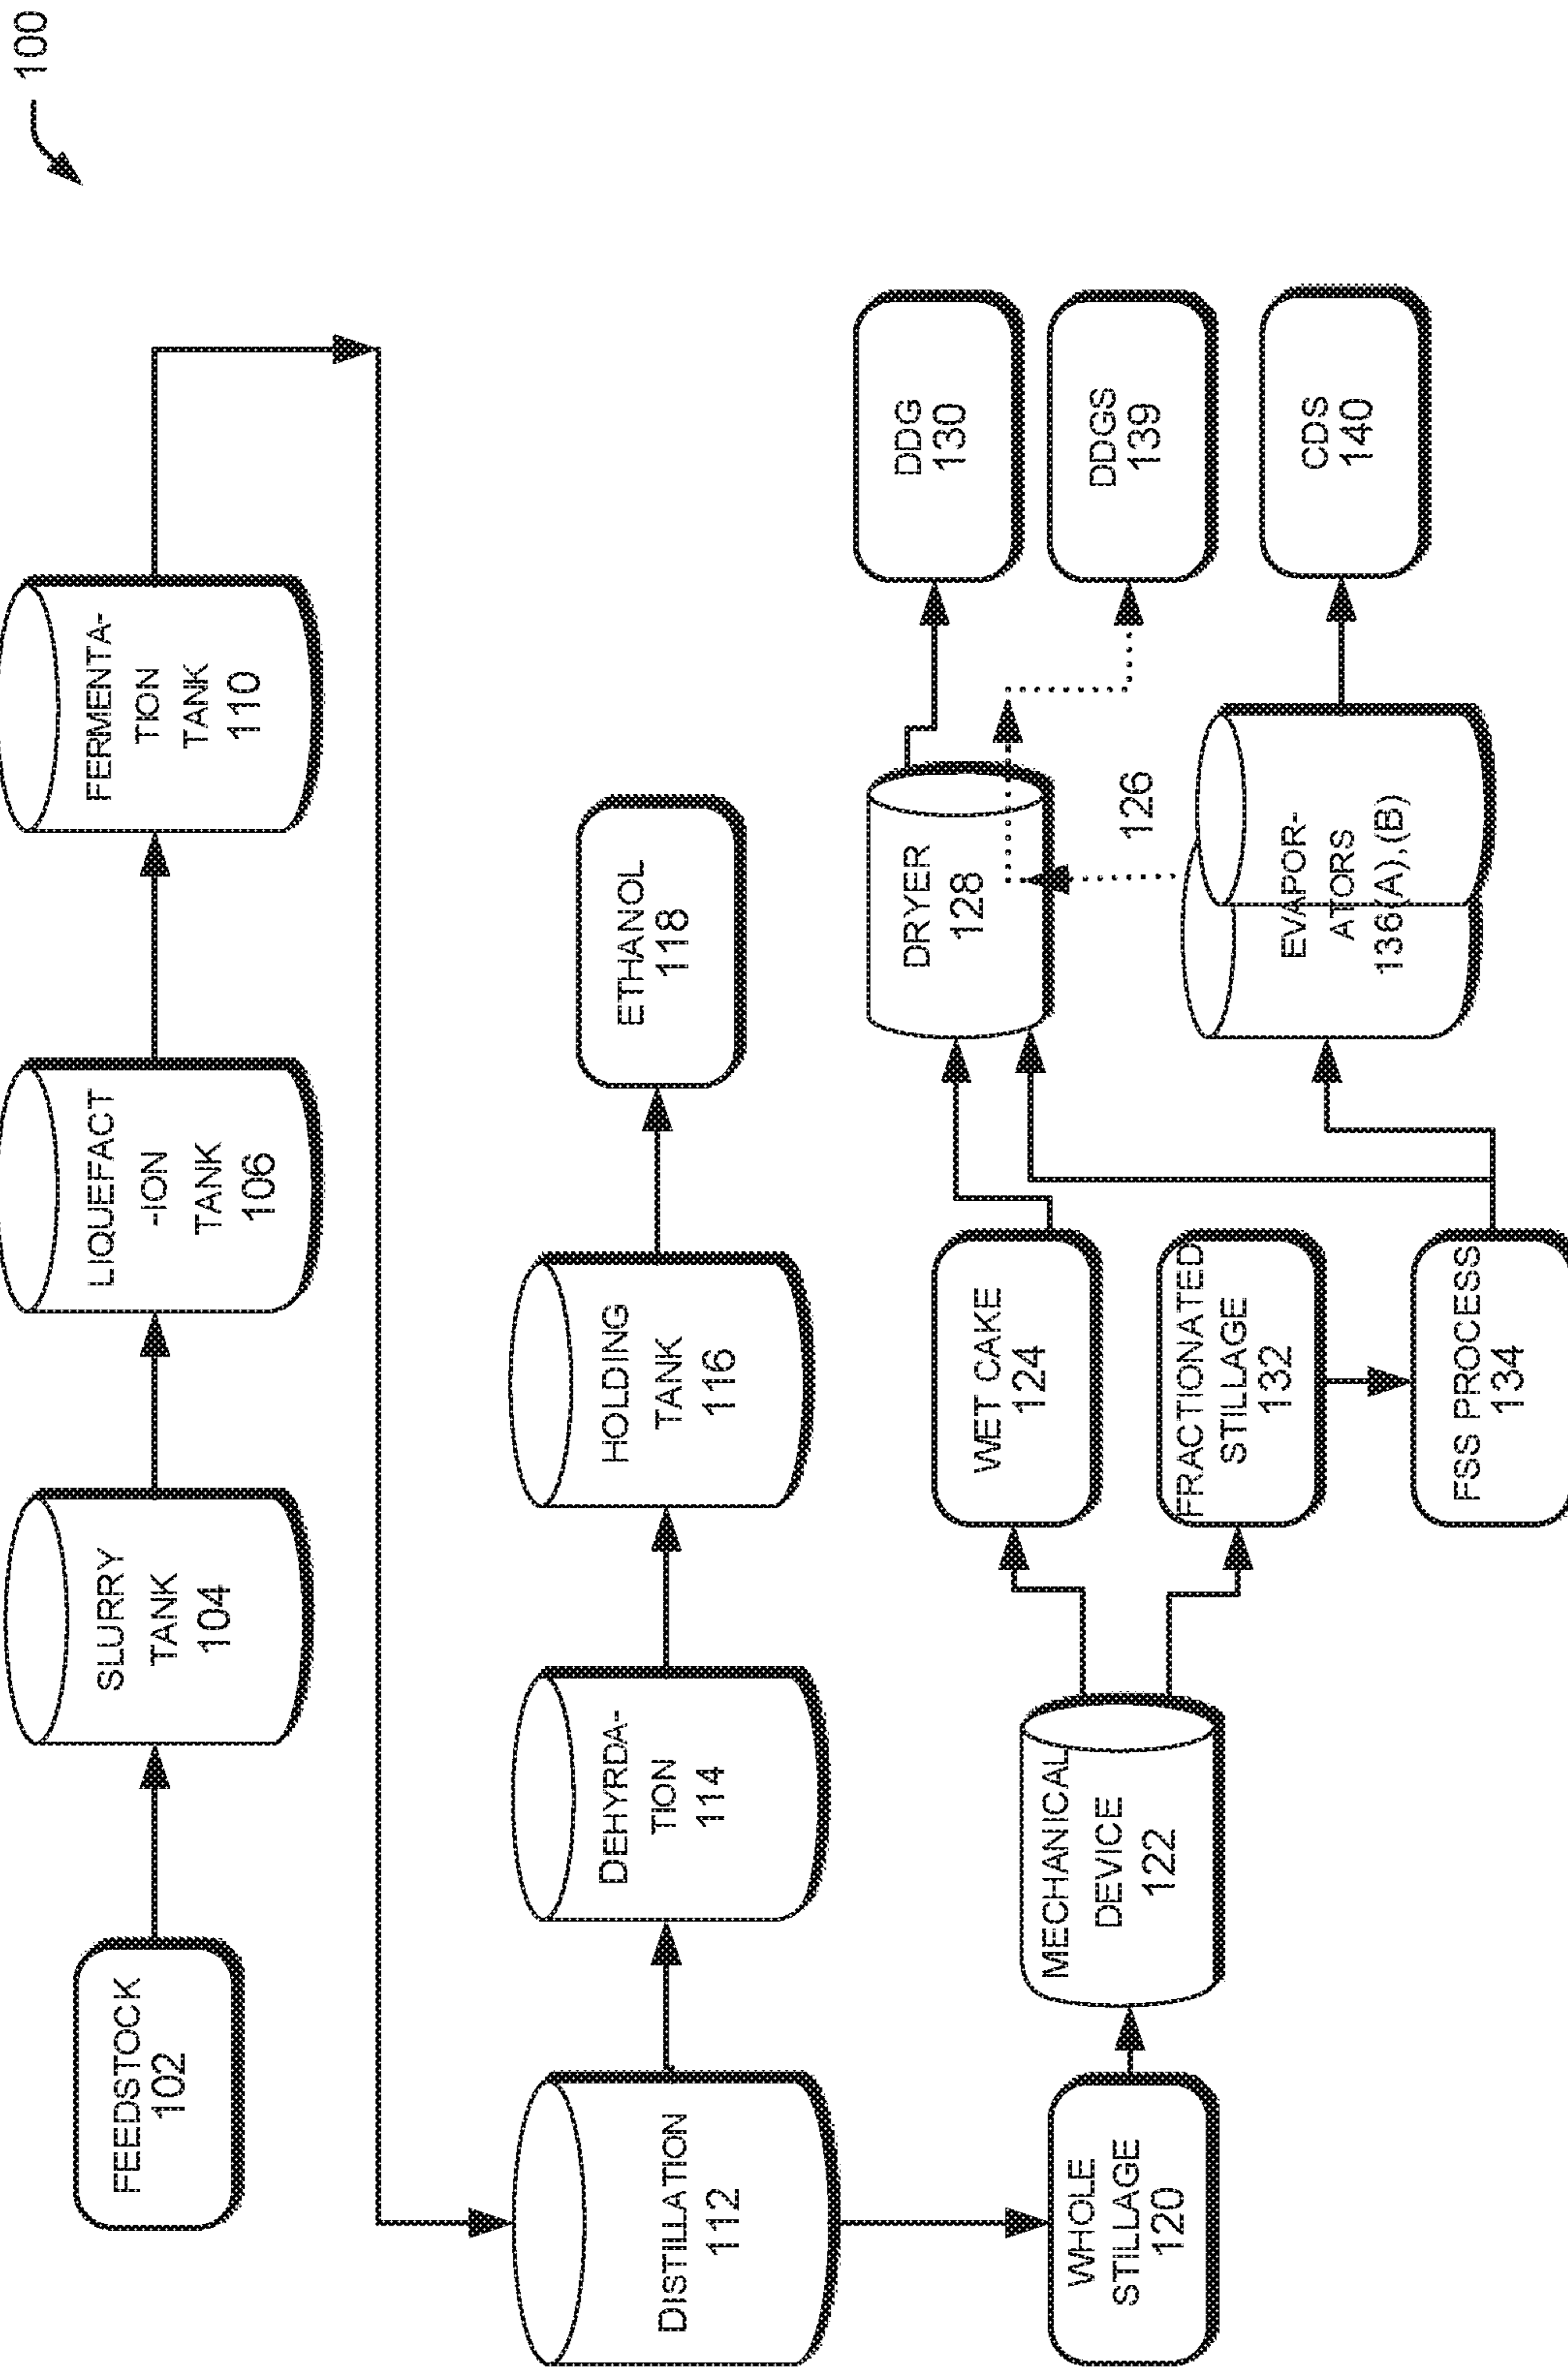 100
FEEDSTOCK
102
SLURRY
TANK
104
LIQUEFACT
-ION
TANK
106
FERMENTA-
TION
TANK
110
DISTILLATION
112
DEHYRDA-
TION
114
HOLDING
TANK
116
ETHANOL
118
WHOLE
STILLAGE
120
MECHANICAL
DEVICE
122
WET CAKE
124
FRACTIONATED
STILLAGE
132
FSS PROCESS
134
DRYER
128
126
EVAPOR-
ATORS
136(A),(B)
DDG
130
DDGS
139
CDS
140